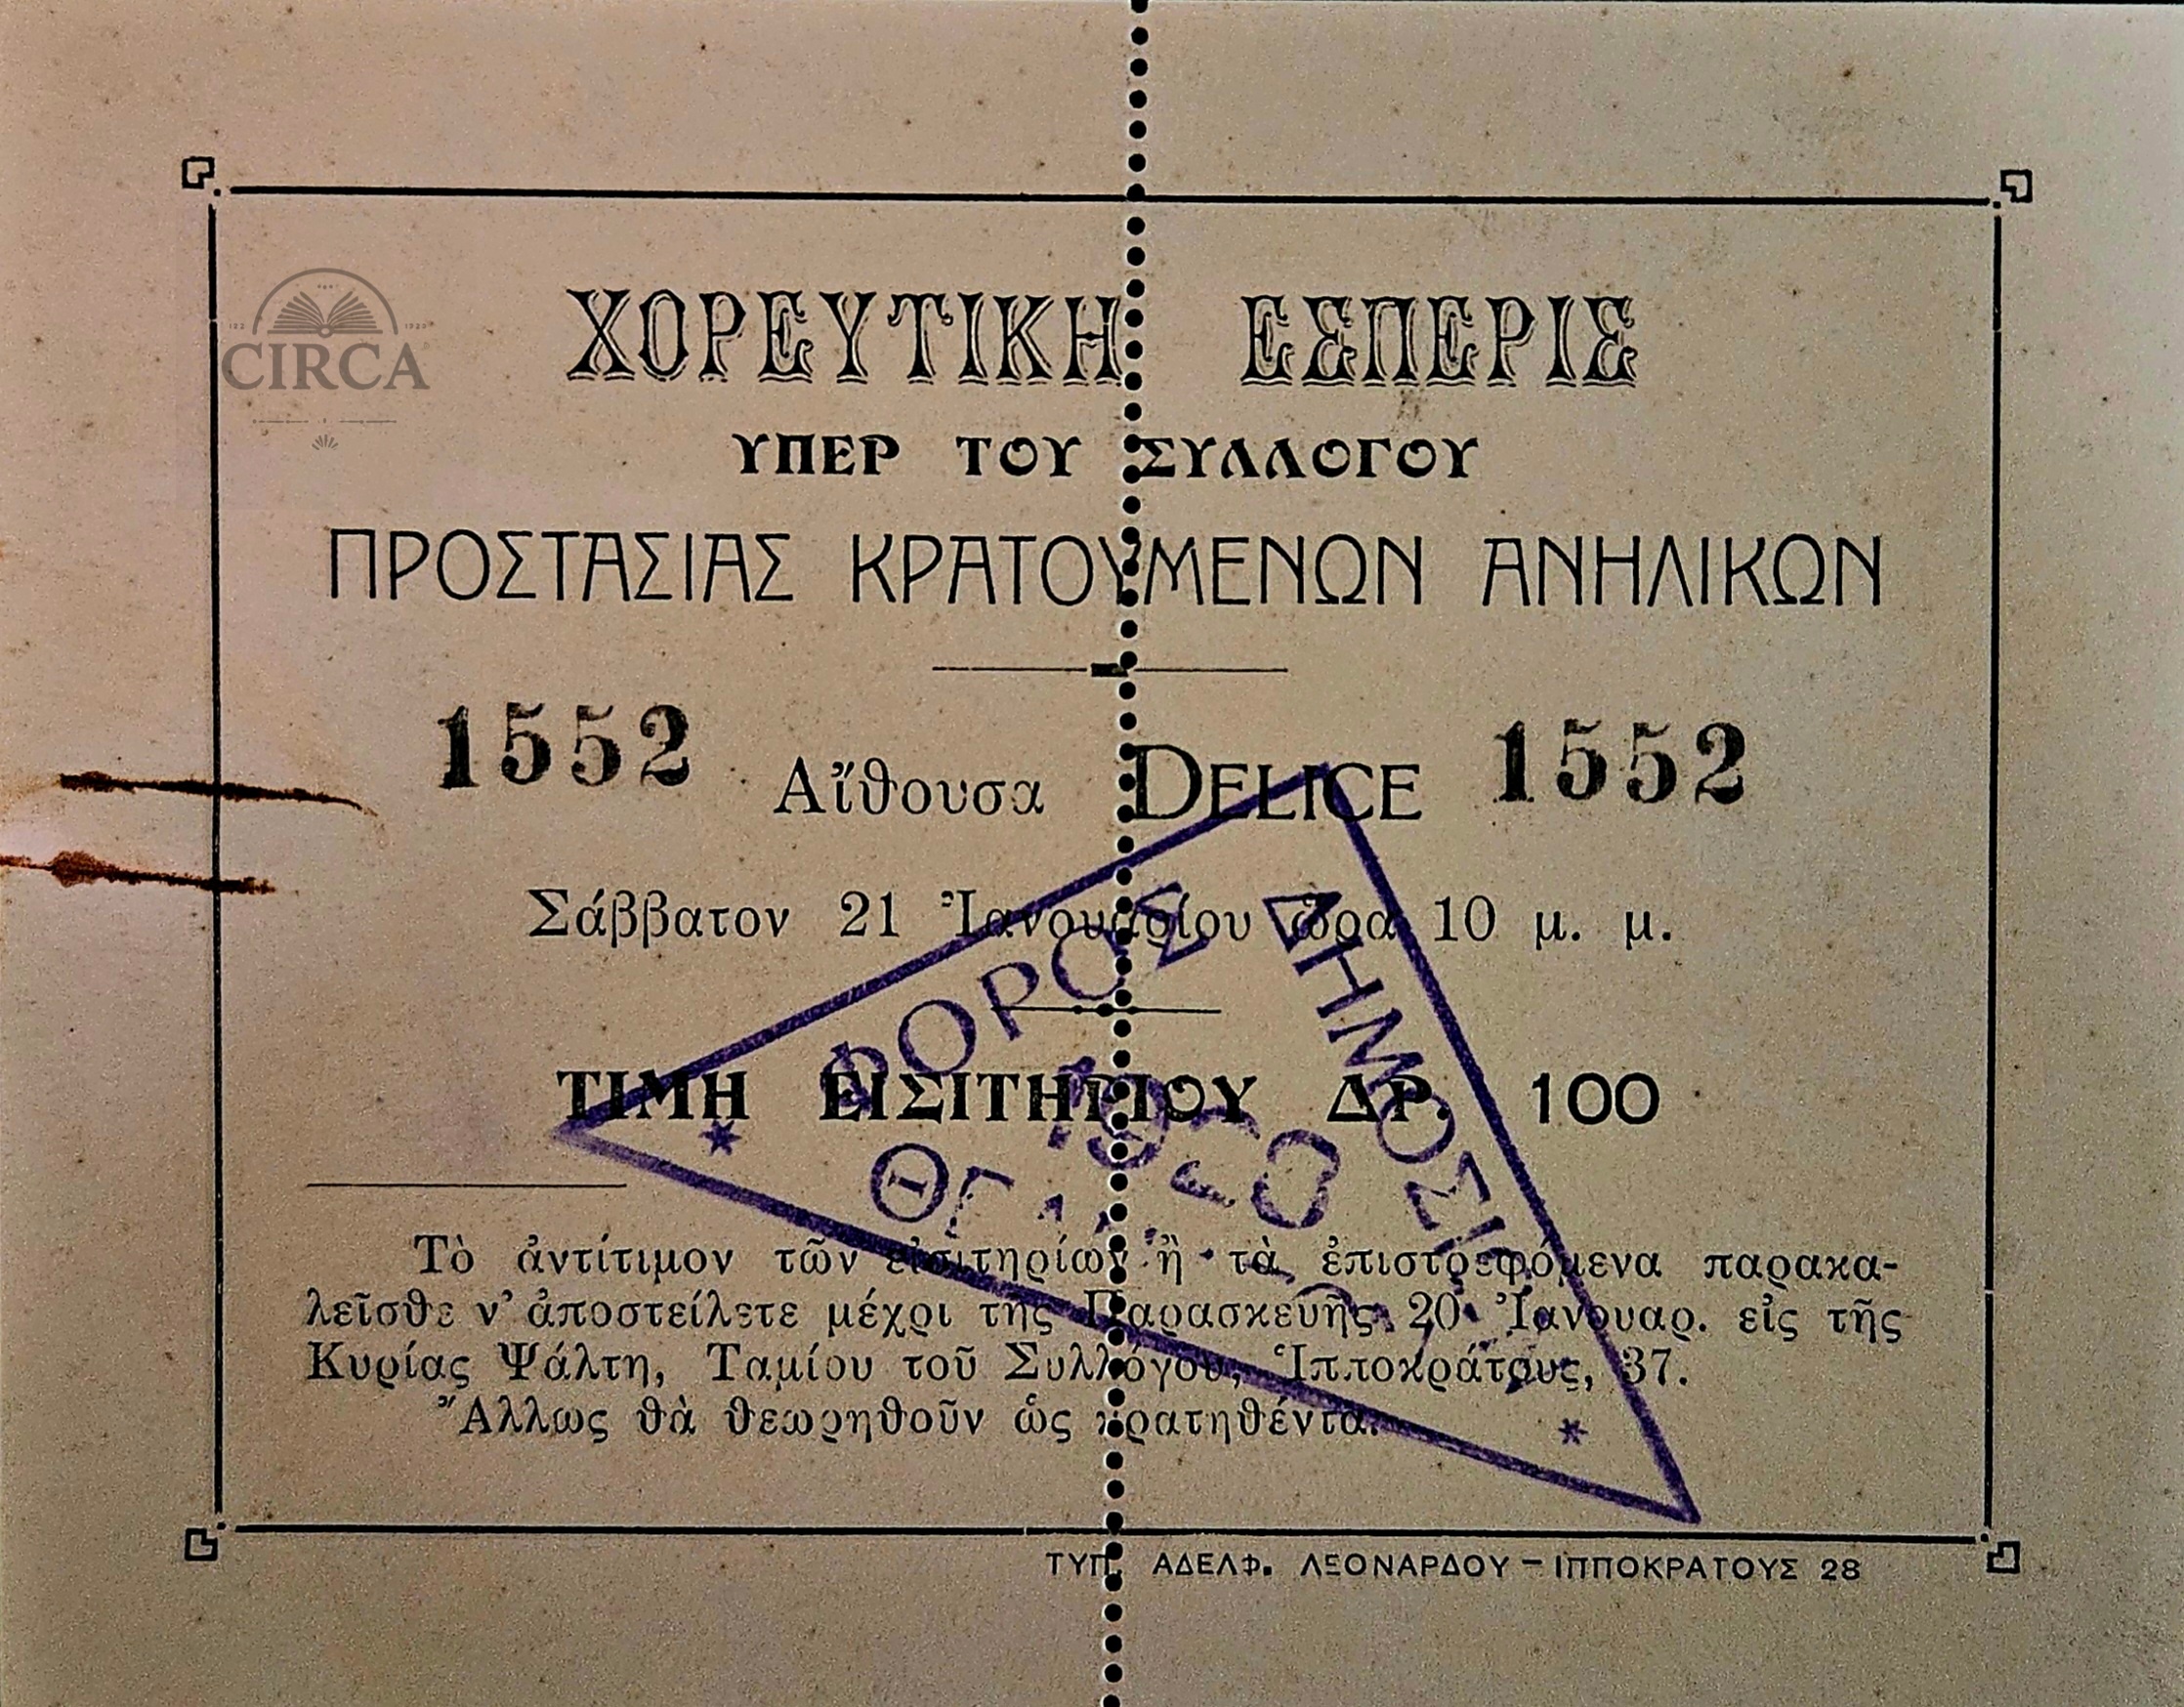 CIRCA
ΧΟΡΕΥΤΙΚΗ ΕΣΠΕΡΙΣ
ΥΠΕΡ ΤΟΥ ΣΥΛΛΟΓΟΥ
ΠΡΟΣΤΑΣΙΑΣ ΚΡΑΤΟΥΜΕΝΩΝ ΑΝΗΛΙΚΩΝ
1552 Αἴθουσα DELICE 1552
Σάββατον 21 Ἰανουαρίου ὥρα 10 μ. μ.
ΤΙΜΗ ΕΙΣΙΤΗΡΙΟΥ ΔΡ. 100
ΦΟΡΟΣ
Τὸ ἀντίτιμον τῶν εἰσιτηρίων ἢ τὰ ἐπιστρεφόμενα παρακα-
λεῖσθε ν' ἀποστείλετε μέχρι τῆς Παρασκευῆς 20 Ἰανουαρ. εἰς τῆς
Κυρίας Ψάλτη, Ταμίου τοῦ Συλλόγου, Ἱπποκράτους, 37.
Ἄλλως θὰ θεωρηθοῦν ὡς κρατηθέντα.
ΤΥΠ. ΑΔΕΛΦ. ΛΕΟΝΑΡΔΟΥ – ΙΠΠΟΚΡΑΤΟΥΣ 28